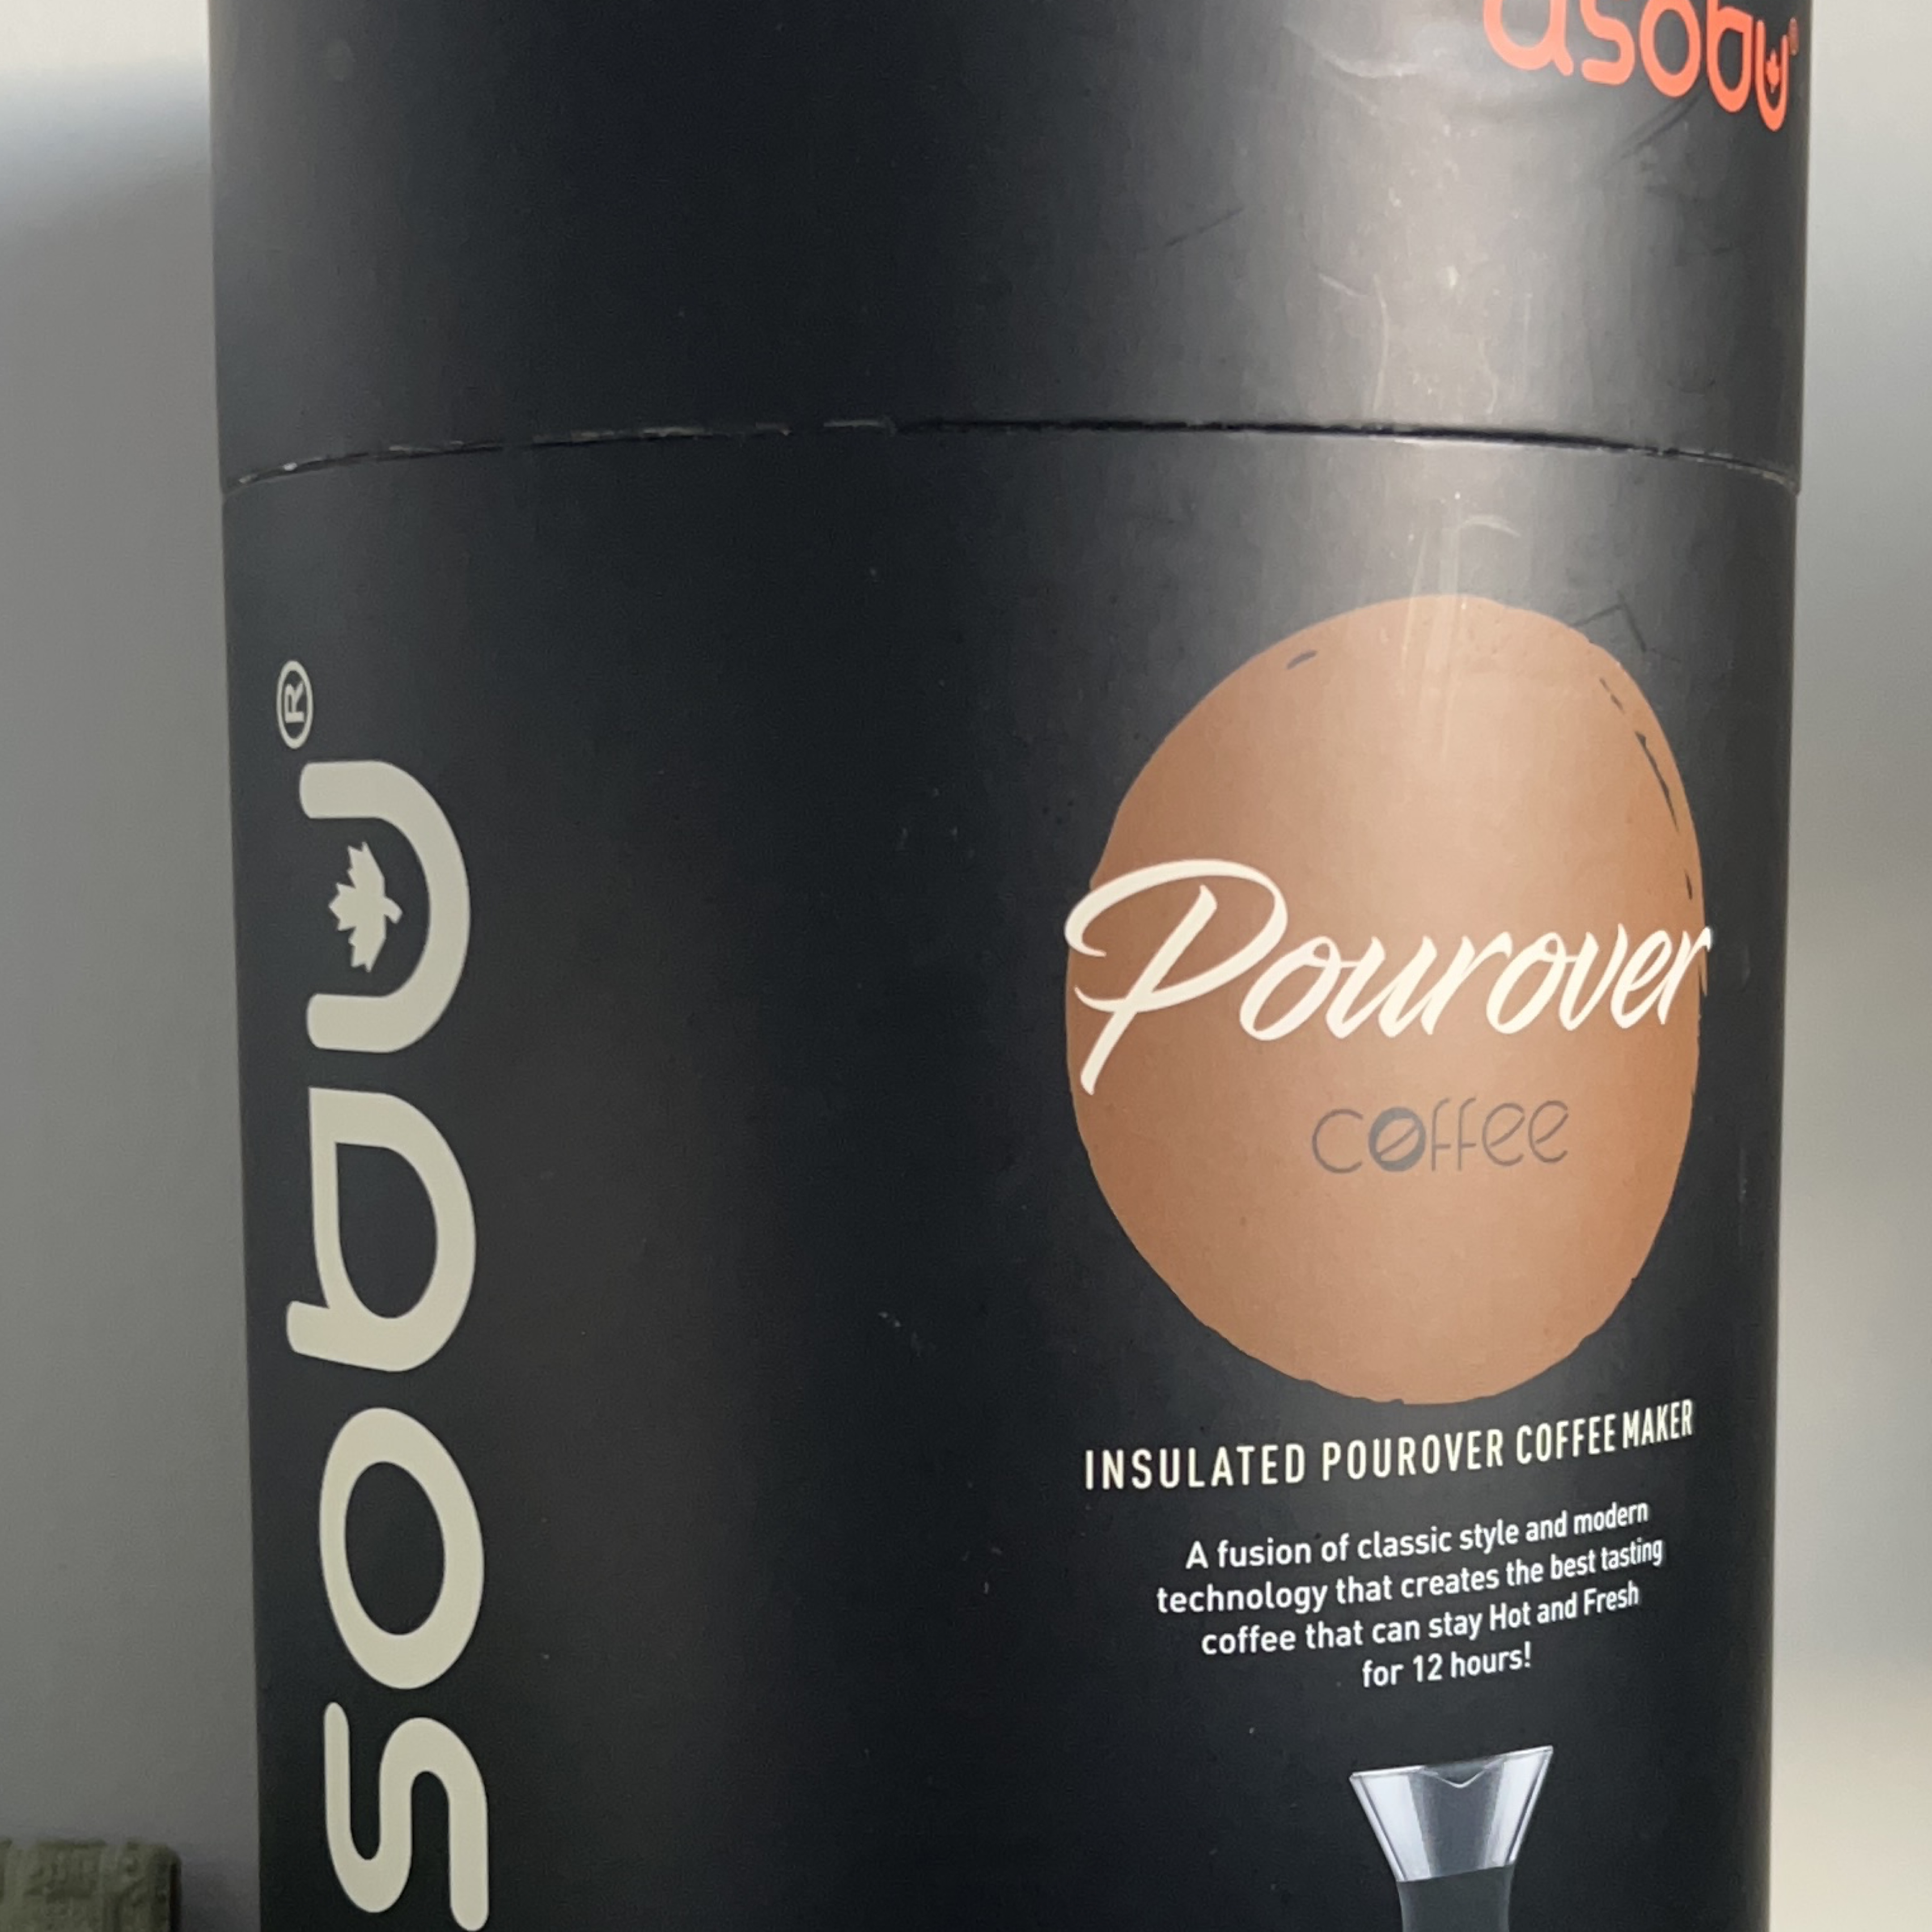 asobu®
sobu®
Pourover
coffee
INSULATED POUROVER COFFEE MAKER
A fusion of classic style and modern
technology that creates the best tasting
coffee that can stay Hot and Fresh
for 12 hours!